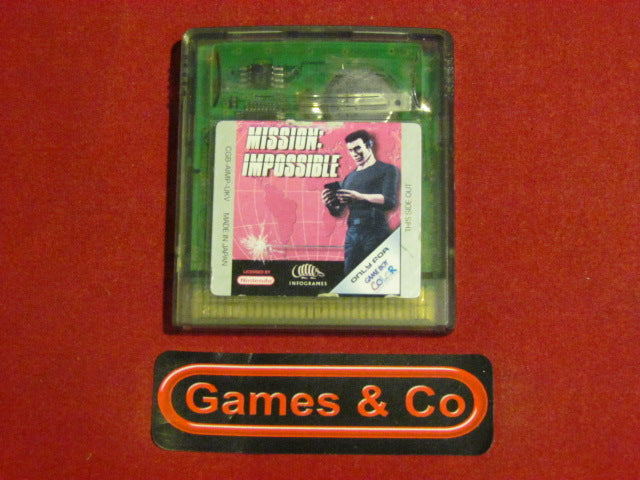 MISSION:
IMPOSSIBLE
CGB-AMIP-UKV MADE IN JAPAN
THIS SIDE OUT
LICENSED BY
Nintendo
INFOGRAMES
ONLY FOR
GAME BOY
COLOR
Games & Co